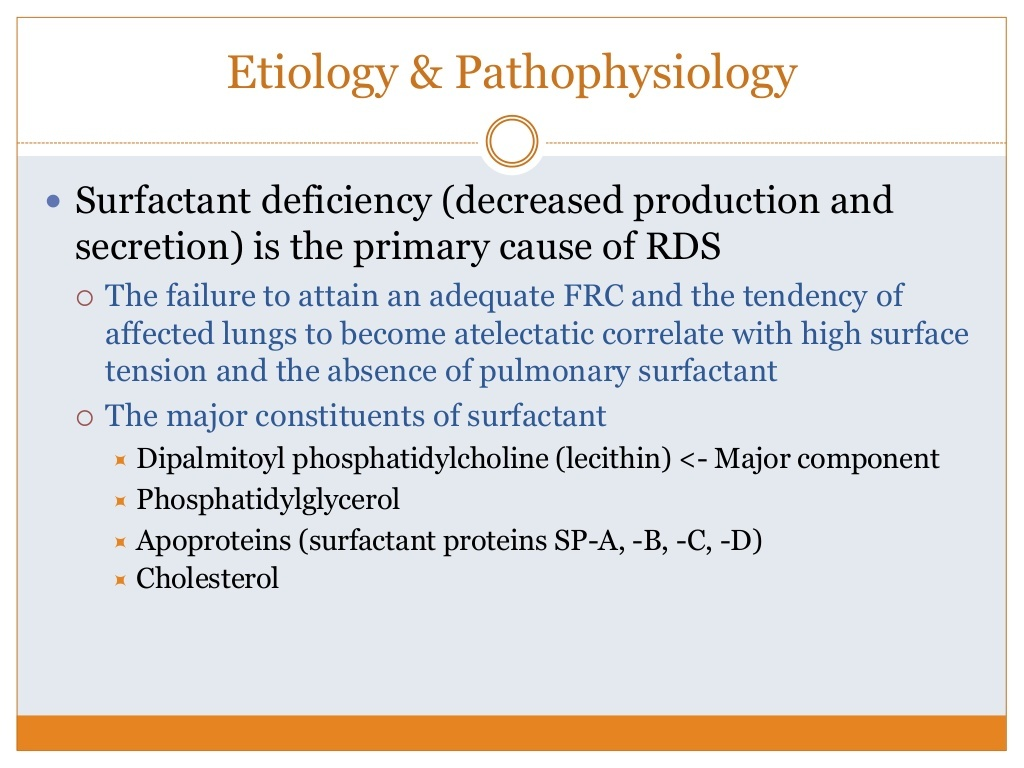 Etiology & Pathophysiology
Surfactant deficiency (decreased production and
secretion) is the primary cause of RDS
The failure to attain an adequate FRC and the tendency of
affected lungs to become atelectatic correlate with high surface
tension and the absence of pulmonary surfactant
The major constituents of surfactant
Dipalmitoyl phosphatidylcholine (lecithin) <- Major component
Phosphatidylglycerol
Apoproteins (surfactant proteins SP-A, -B, -C, -D)
Cholesterol